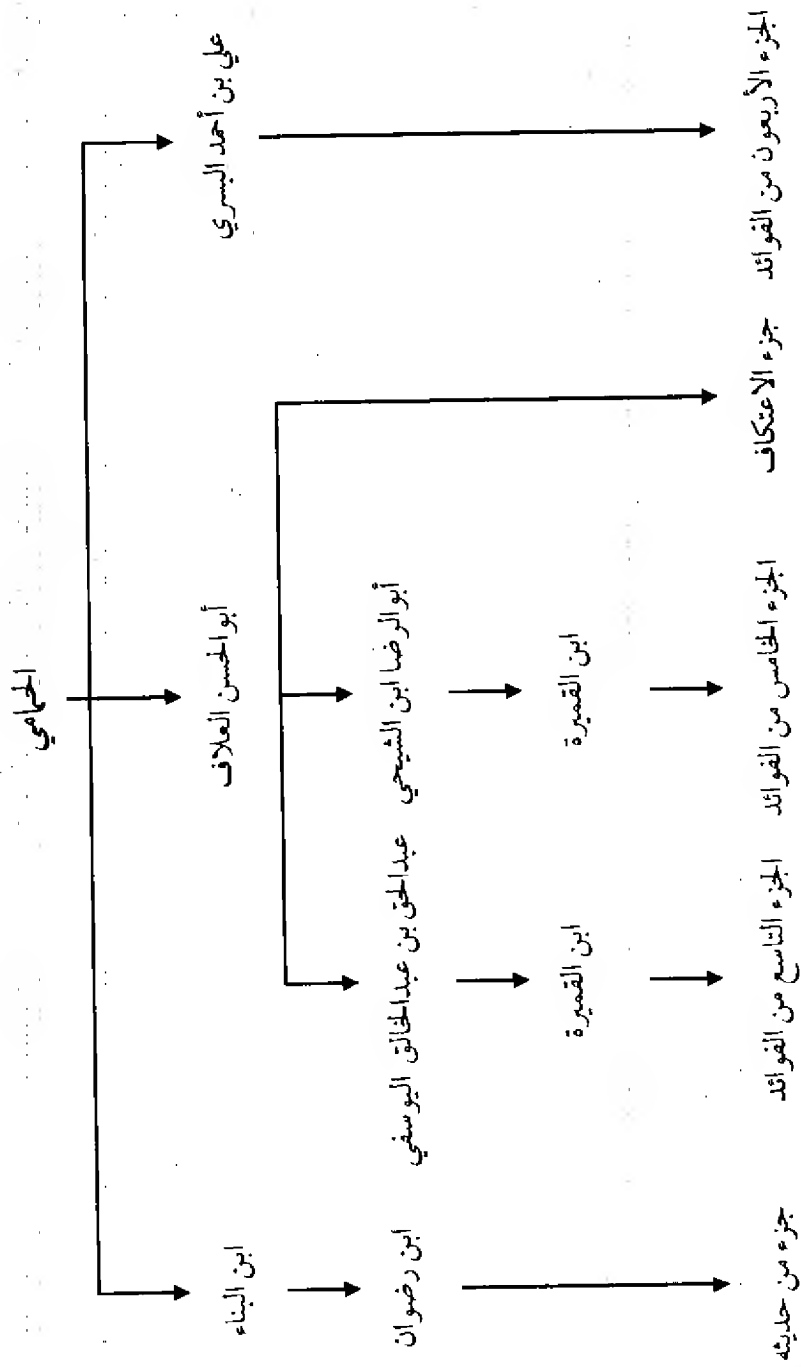 الحمامي
علي بن أحمد البسري
أبو الحسن العلاف
ابن البناء
أبو الرضا ابن الشيحي
عبدالحق بن عبدالخالق اليوسفي
ابن رضوان
ابن القميرة
ابن القميرة
الجزء الأربعون من الفوائد
جزء الاعتكاف
الجزء الخامس من الفوائد
الجزء التاسع من الفوائد
جزء من حديثه